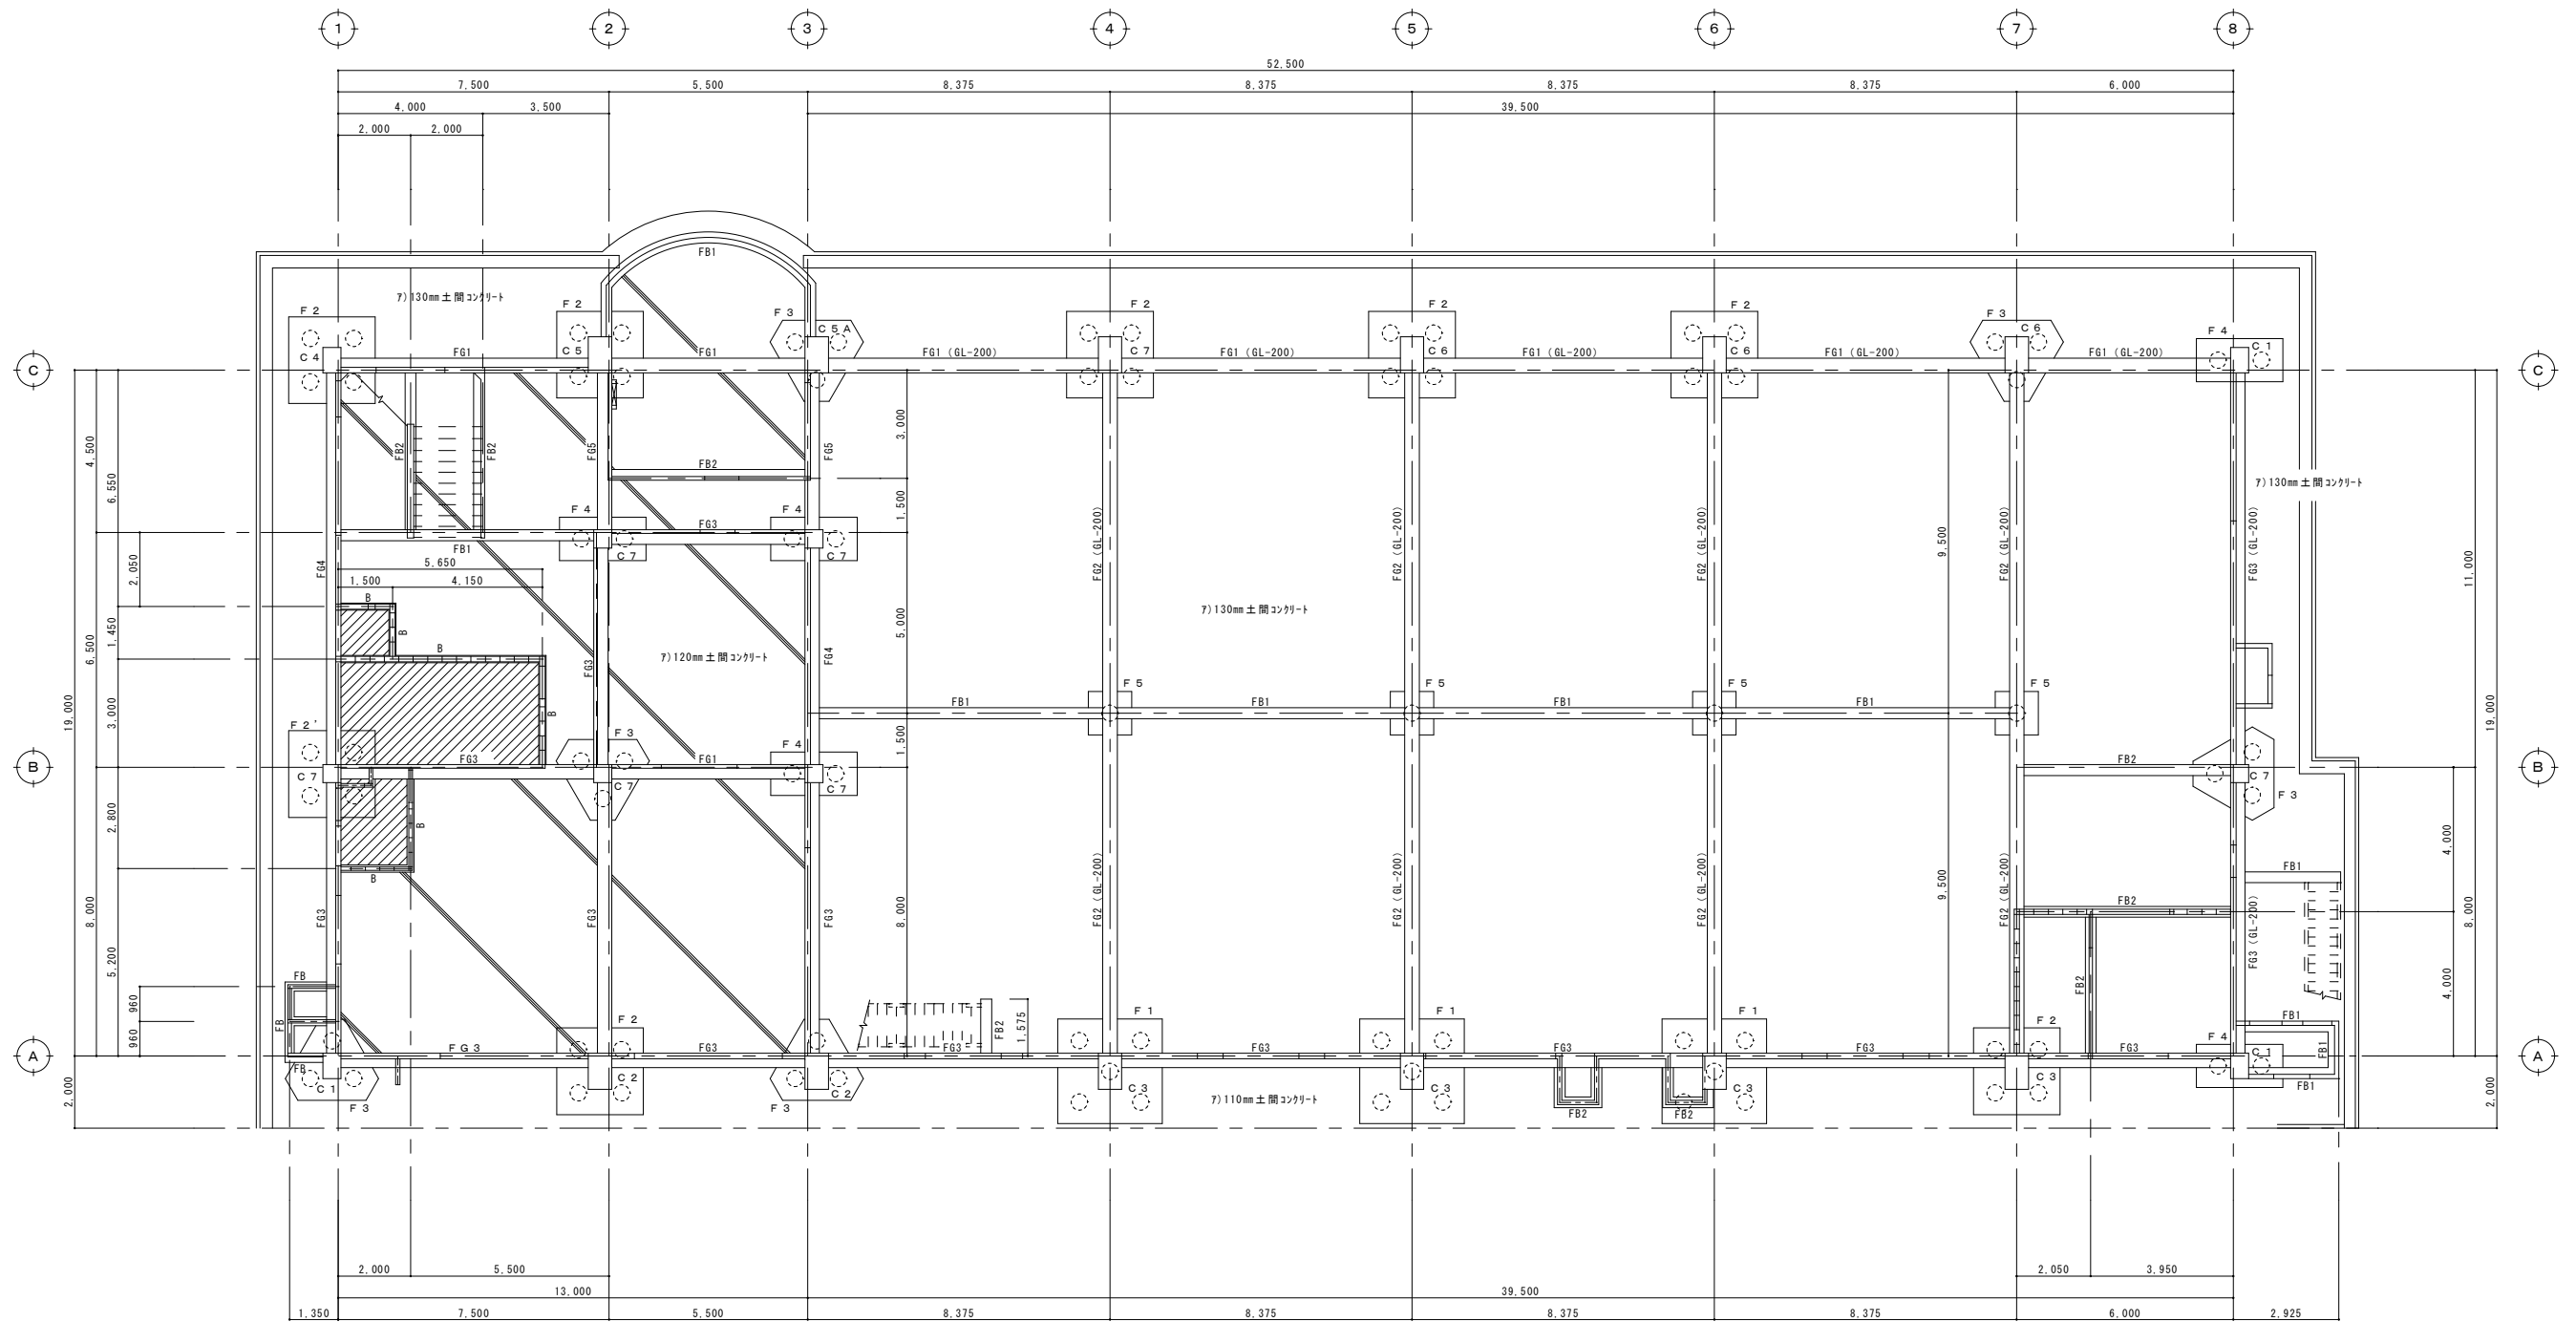 1 2 3 4 5 6 7 8
52,500
7,500 5,500 8,375 8,375 8,375 8,375 6,000
4,000 3,500 39,500
2,000 2,000
FB1
ア)130mm土間コンクリート
F2 F2 F3 C5A F2 F2 F2 F3 C6 F4 C1
C4 C5 C7 C6 C6
FG1 FG1 FG1 (GL-200) FG1 (GL-200) FG1 (GL-200) FG1 (GL-200) FG1 (GL-200)
C C
4,500 6,550 FB2 FB2 FG5 FB2 FG5 3,000
ア)130mm土間コンクリート
F4 F4 1,500
FG3
C7 C7
FB1
FG4 2,050 FG2 (GL-200) FG2 (GL-200) FG2 (GL-200) 9,500 FG2 (GL-200) FG3 (GL-200) 11,000
5,650
1,500 4,150
B
ア)130mm土間コンクリート
6,500 1,450 B 5,000
B
FG3 ア)120mm土間コンクリート FG4
F5 F5 F5 F5
FB1 FB1 FB1 FB1
19,000 3,000 B 1,500 19,000
F2' F3 F4
FG3 FG1 FB2
B B
C7 C7 C7 C7 F3
2,800 B
4,000
B
FB1
FB2
8,000 5,200 FG3 FG3 FG3 8,000 FG2 (GL-200) FG2 (GL-200) FG2 (GL-200) 9,500 FG2 (GL-200) FG3 (GL-200) 8,000
FB 960 FB FB2 4,000
F2 FB2 1,575 F1 F1 F1 F2 FB1
960 F4 FB1
FG3 FG3 FG3 FG3 FG3 FG3 FG3
A A
FB C1 C2 C2 C3 C3 C3 C3 C1 FB1
F3 F3 ア)110mm土間コンクリート FB2 FB2
2,000 2,000
2,000 5,500 2,050 3,950
13,000 39,500
1,350 7,500 5,500 8,375 8,375 8,375 8,375 6,000 2,925